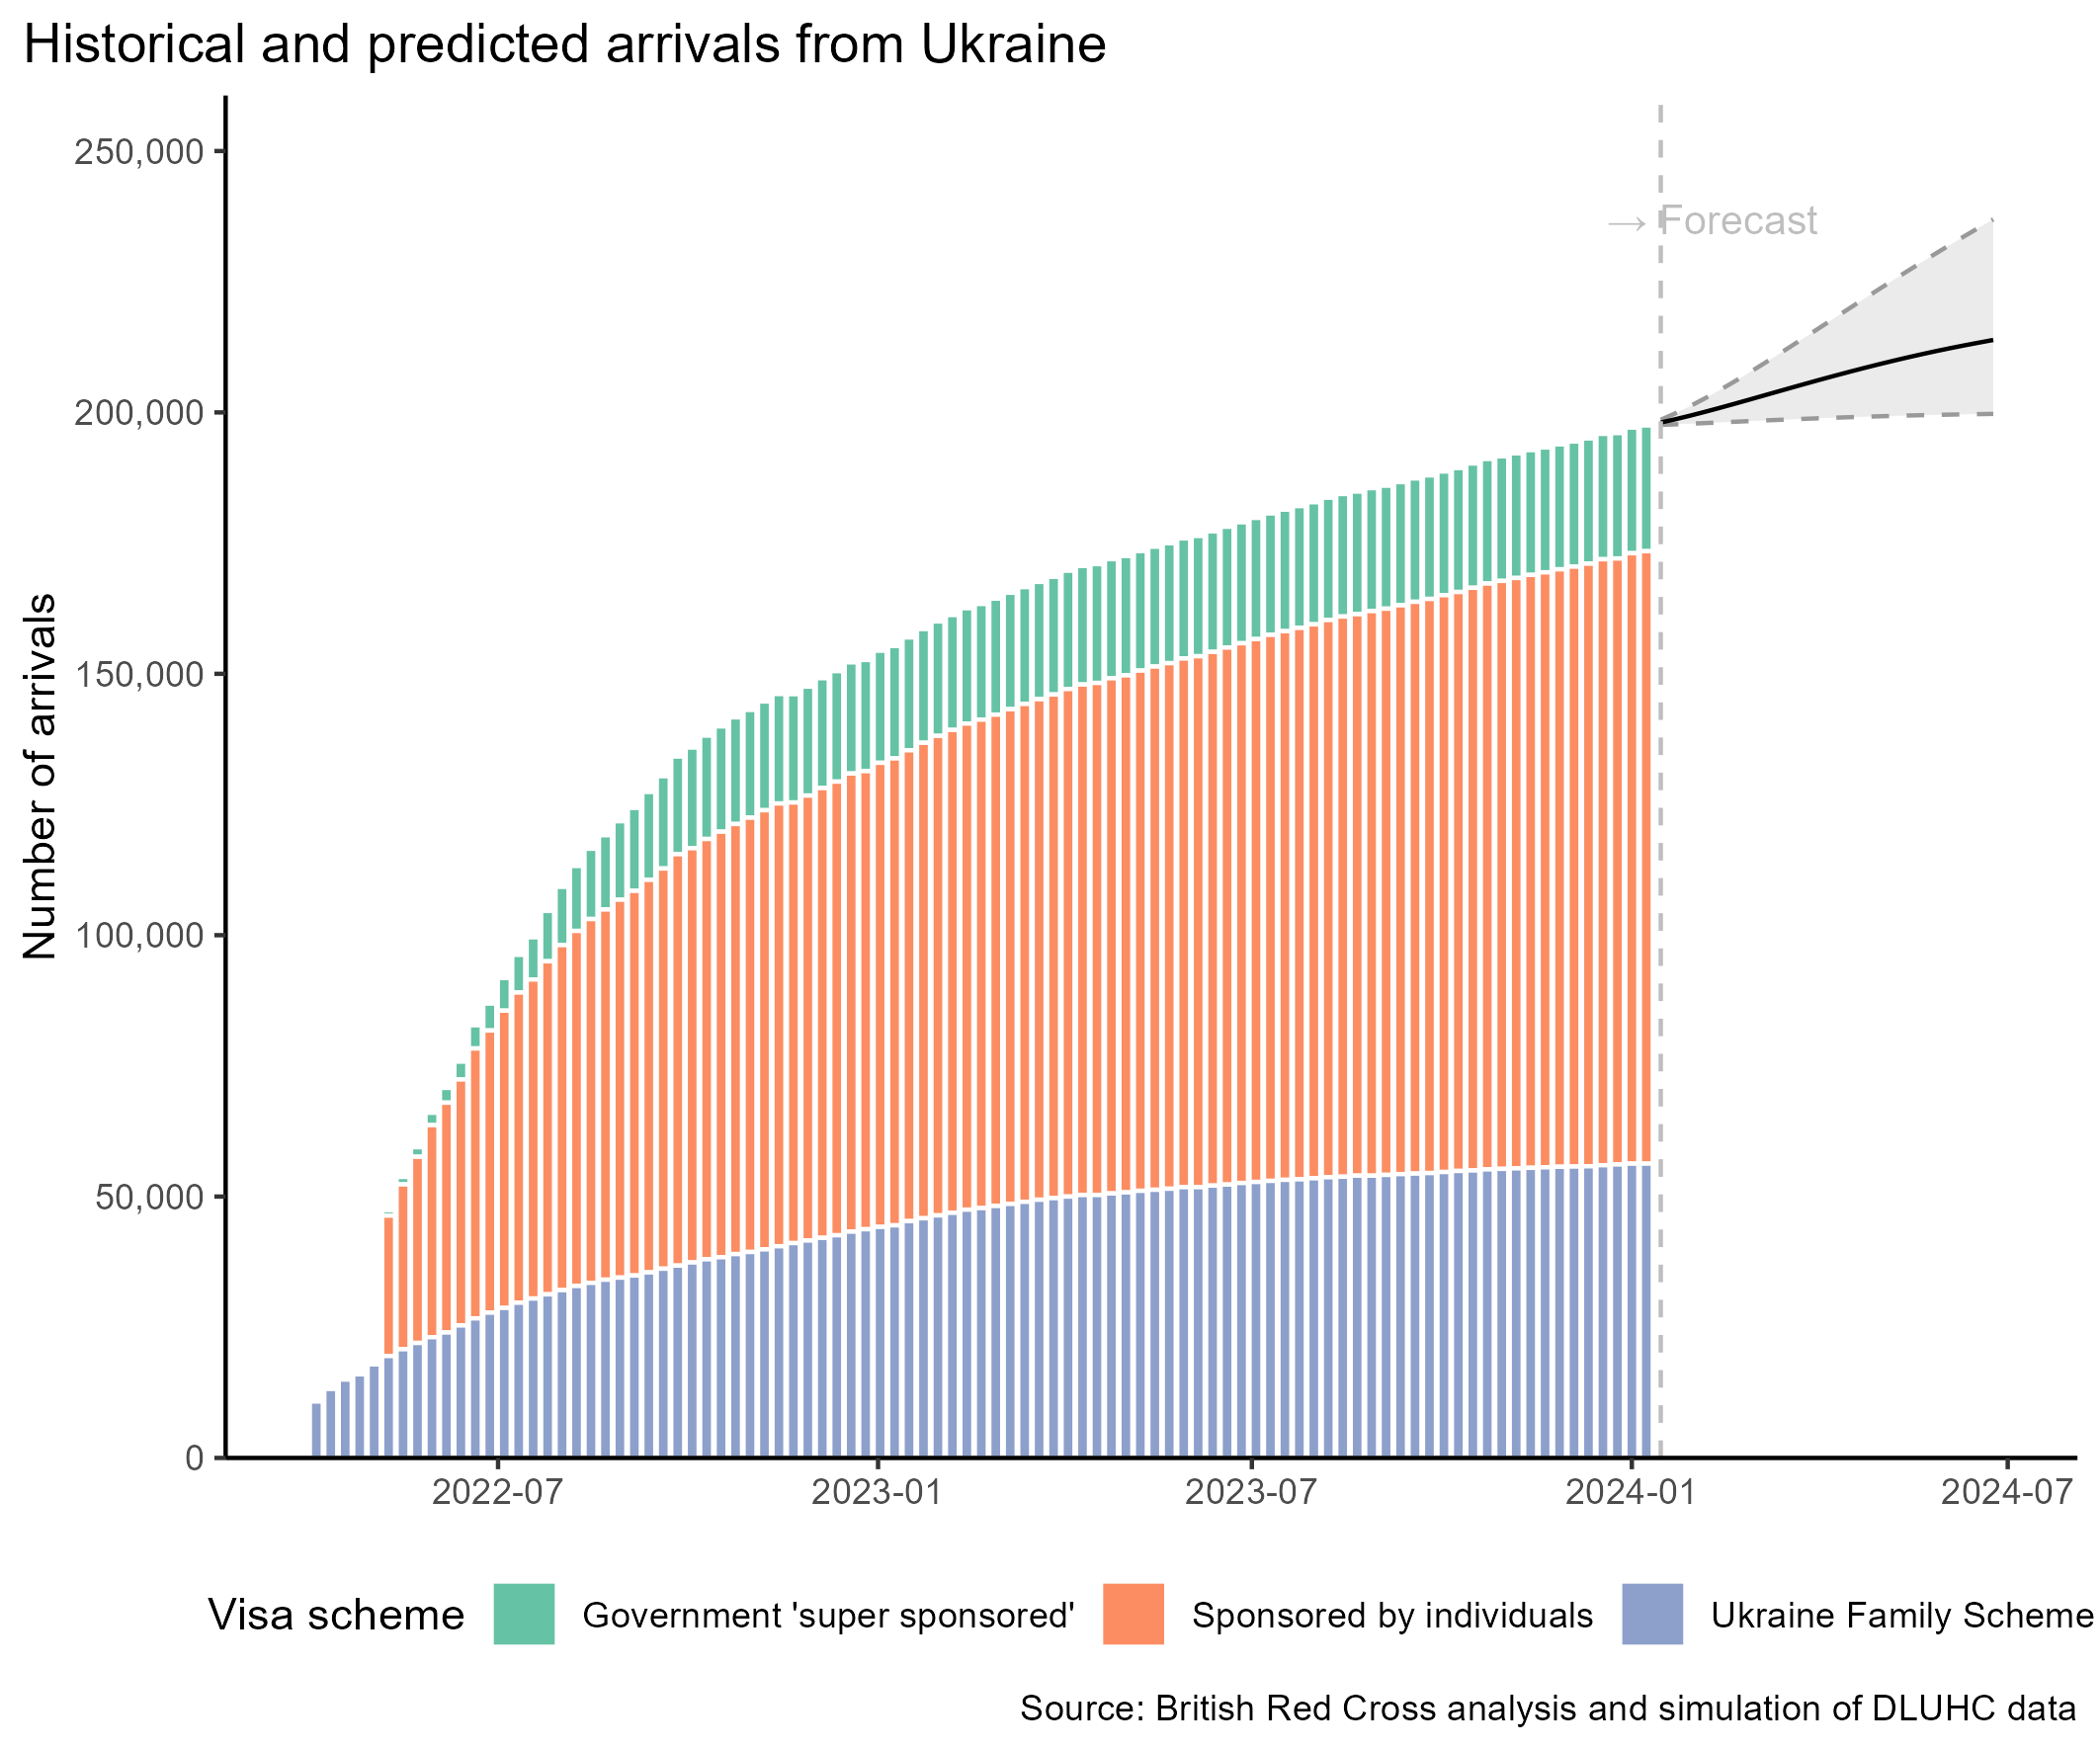 Historical and predicted arrivals from Ukraine
250,000
→ Forecast
200,000
150,000
Number of arrivals
100,000
50,000
0
2022-07 2023-01 2023-07 2024-01 2024-07
Visa scheme Government 'super sponsored' Sponsored by individuals Ukraine Family Scheme
Source: British Red Cross analysis and simulation of DLUHC data